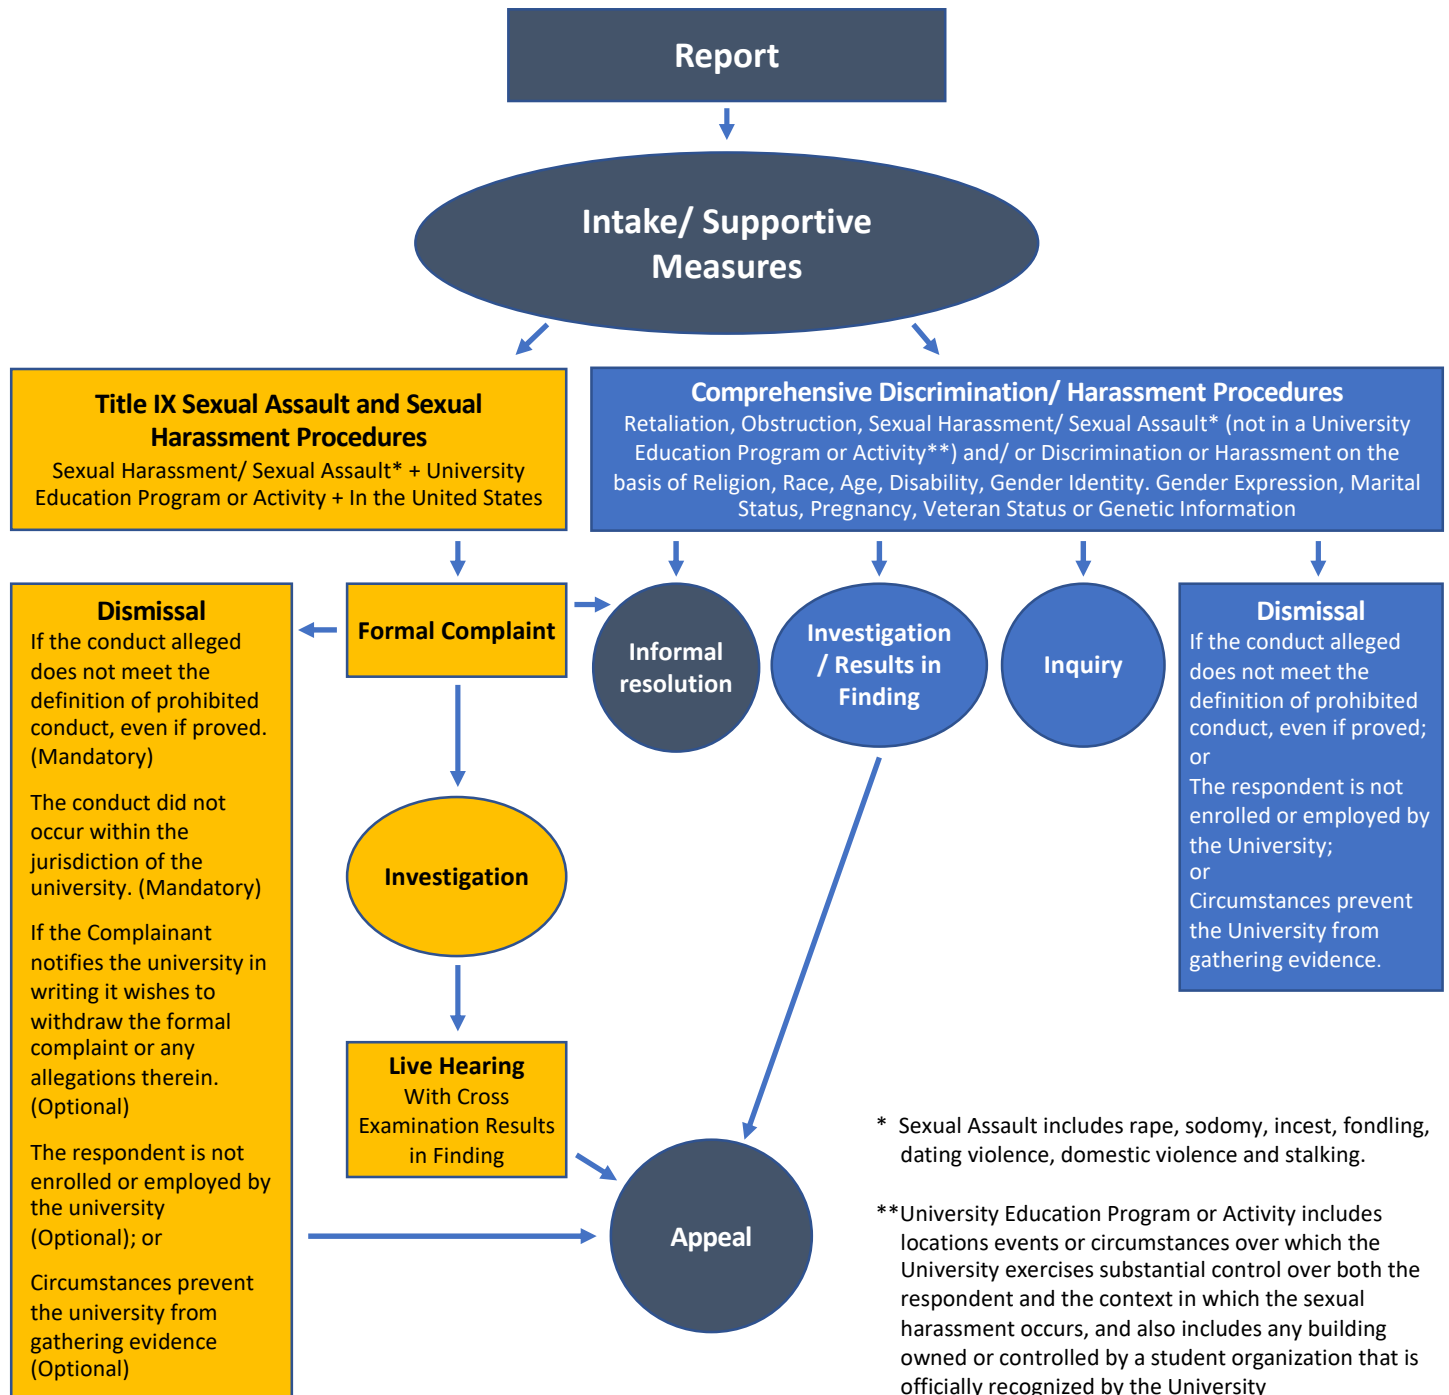 Report
Intake/ Supportive
Measures
Title IX Sexual Assault and Sexual
Harassment Procedures
Sexual Harassment/ Sexual Assault* + University
Education Program or Activity + In the United States
Comprehensive Discrimination/ Harassment Procedures
Retaliation, Obstruction, Sexual Harassment/ Sexual Assault* (not in a University
Education Program or Activity**) and/ or Discrimination or Harassment on the
basis of Religion, Race, Age, Disability, Gender Identity. Gender Expression, Marital
Status, Pregnancy, Veteran Status or Genetic Information
Dismissal
If the conduct alleged
does not meet the
definition of prohibited
conduct, even if proved.
(Mandatory)
The conduct did not
occur within the
jurisdiction of the
university. (Mandatory)
If the Complainant
notifies the university in
writing it wishes to
withdraw the formal
complaint or any
allegations therein.
(Optional)
The respondent is not
enrolled or employed by
the university
(Optional); or
Circumstances prevent
the university from
gathering evidence
(Optional)
Formal Complaint
Investigation
Live Hearing
With Cross
Examination Results
in Finding
Informal
resolution
Investigation
/ Results in
Finding
Inquiry
Dismissal
If the conduct alleged
does not meet the
definition of prohibited
conduct, even if proved;
or
The respondent is not
enrolled or employed by
the University;
or
Circumstances prevent
the University from
gathering evidence.
Appeal
* Sexual Assault includes rape, sodomy, incest, fondling,
dating violence, domestic violence and stalking.
**University Education Program or Activity includes
locations events or circumstances over which the
University exercises substantial control over both the
respondent and the context in which the sexual
harassment occurs, and also includes any building
owned or controlled by a student organization that is
officially recognized by the University